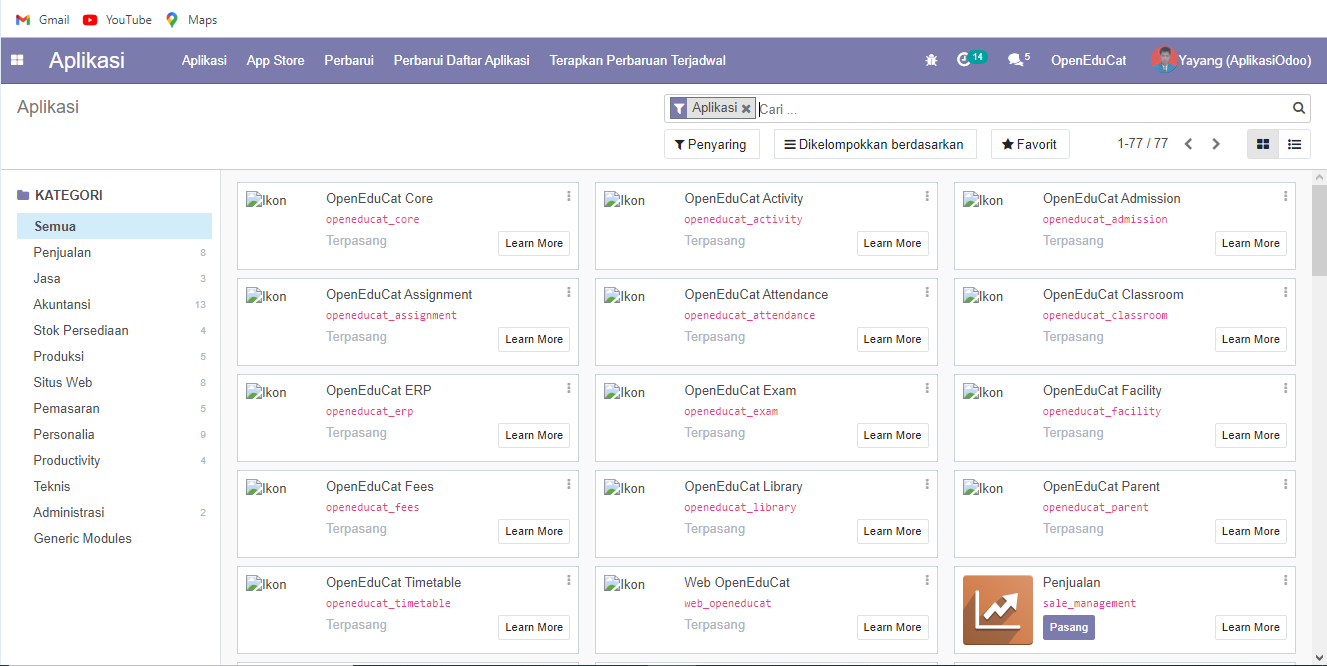 Gmail YouTube Maps
Aplikasi Aplikasi App Store Perbarui Perbarui Daftar Aplikasi Terapkan Perbaruan Terjadwal 14 5 OpenEduCat Yayang (AplikasiOdoo)
Aplikasi Aplikasi Cari ...
Penyaring Dikelompokkan berdasarkan Favorit 1-77 / 77
KATEGORI
Semua
Penjualan 8
Jasa 3
Akuntansi 13
Stok Persediaan 4
Produksi 5
Situs Web 8
Pemasaran 5
Personalia 9
Productivity 4
Teknis
Administrasi 2
Generic Modules
Ikon OpenEduCat Core
openeducat_core
Terpasang Learn More
Ikon OpenEduCat Activity
openeducat_activity
Terpasang Learn More
Ikon OpenEduCat Admission
openeducat_admission
Terpasang Learn More
Ikon OpenEduCat Assignment
openeducat_assignment
Terpasang Learn More
Ikon OpenEduCat Attendance
openeducat_attendance
Terpasang Learn More
Ikon OpenEduCat Classroom
openeducat_classroom
Terpasang Learn More
Ikon OpenEduCat ERP
openeducat_erp
Terpasang Learn More
Ikon OpenEduCat Exam
openeducat_exam
Terpasang Learn More
Ikon OpenEduCat Facility
openeducat_facility
Terpasang Learn More
Ikon OpenEduCat Fees
openeducat_fees
Terpasang Learn More
Ikon OpenEduCat Library
openeducat_library
Terpasang Learn More
Ikon OpenEduCat Parent
openeducat_parent
Terpasang Learn More
Ikon OpenEduCat Timetable
openeducat_timetable
Terpasang Learn More
Ikon Web OpenEduCat
web_openeducat
Terpasang Learn More
Penjualan
sale_management
Pasang Learn More